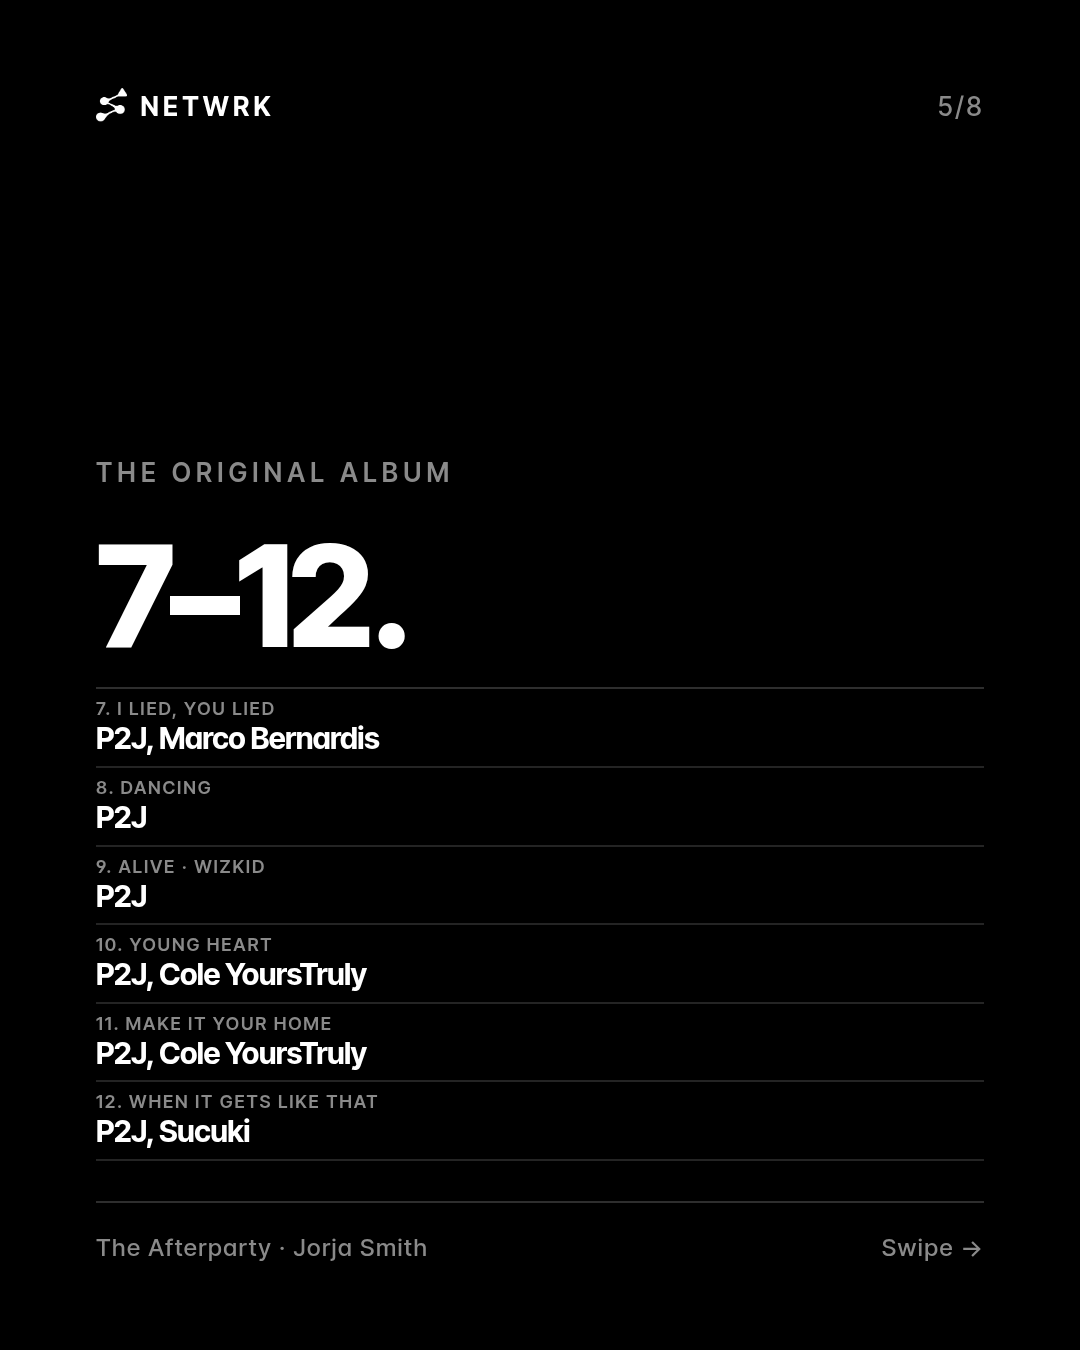 NETWRK
5/8
THE ORIGINAL ALBUM
7–12.
7. I LIED, YOU LIED
P2J, Marco Bernardis
8. DANCING
P2J
9. ALIVE · WIZKID
P2J
10. YOUNG HEART
P2J, Cole YoursTruly
11. MAKE IT YOUR HOME
P2J, Cole YoursTruly
12. WHEN IT GETS LIKE THAT
P2J, Sucuki
The Afterparty · Jorja Smith
Swipe →